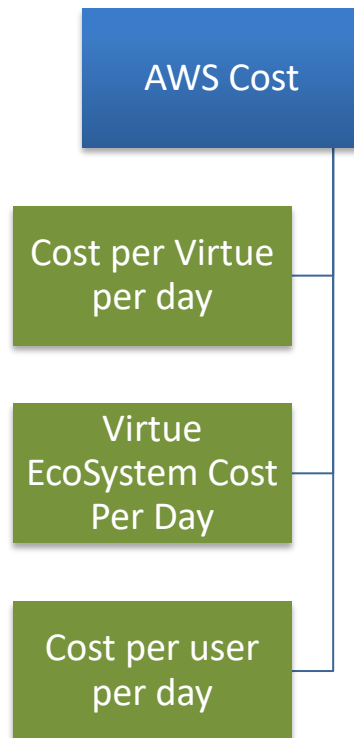 AWS Cost
Cost per Virtue
per day
Virtue
EcoSystem Cost
Per Day
Cost per user
per day